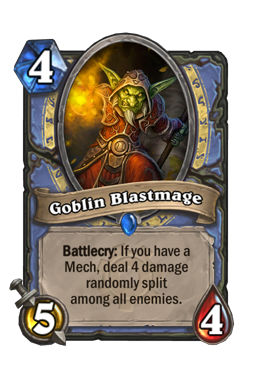 4
Goblin Blastmage
Battlecry: If you have a
Mech, deal 4 damage
randomly split
among all enemies.
5
4